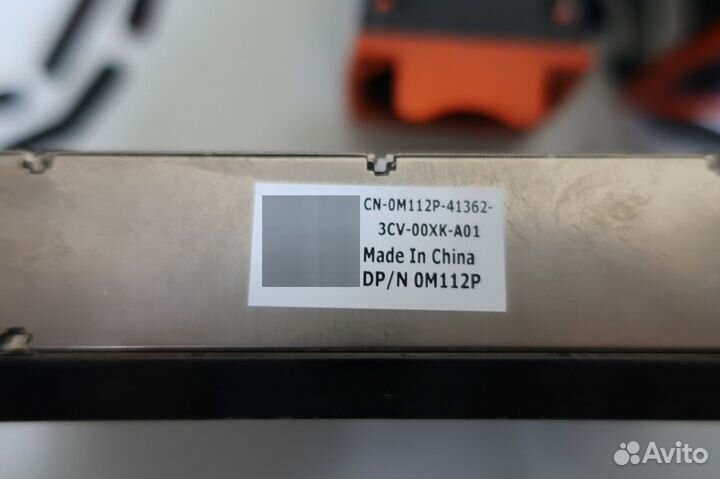 CN-0M112P-41362-
3CV-00XK-A01
Made In China
DP/N 0M112P
Avito